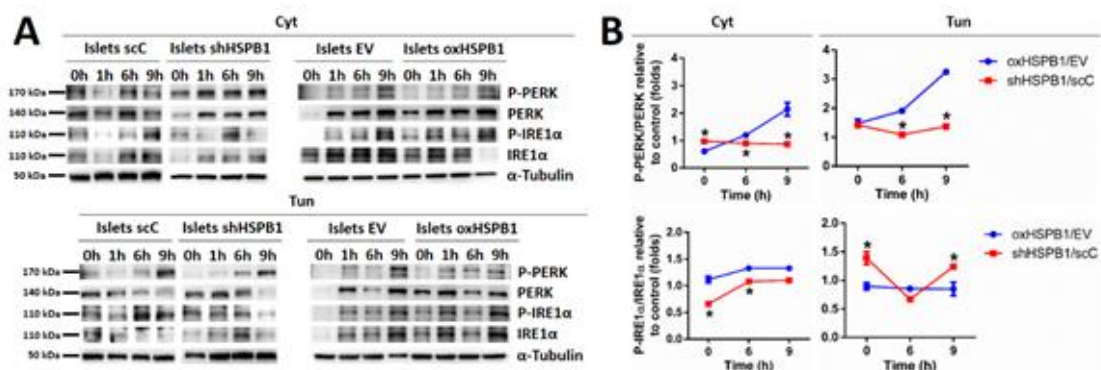 A
Cyt
Islets scC Islets shHSPB1 Islets EV Islets oxHSPB1
0h 1h 6h 9h 0h 1h 6h 9h 0h 1h 6h 9h 0h 1h 6h 9h
170 kDa P-PERK
140 kDa PERK
110 kDa P-IRE1α
110 kDa IRE1α
50 kDa α-Tubulin
Tun
Islets scC Islets shHSPB1 Islets EV Islets oxHSPB1
0h 1h 6h 9h 0h 1h 6h 9h 0h 1h 6h 9h 0h 1h 6h 9h
170 kDa P-PERK
140 kDa PERK
110 kDa P-IRE1α
110 kDa IRE1α
50 kDa α-Tubulin
B
Cyt Tun
P-PERK/PERK relative
to control (folds)
4
3
2
1
0
* * *
0 6 9
Time (h)
4
3
2
1
0
* *
0 6 9
Time (h)
oxHSPB1/EV
shHSPB1/scC
P-IRE1α/IRE1α relative
to control (folds)
2.0
1.5
1.0
0.5
0.0
* *
0 6 9
Time (h)
2.0
1.5
1.0
0.5
0.0
* *
0 6 9
Time (h)
oxHSPB1/EV
shHSPB1/scC